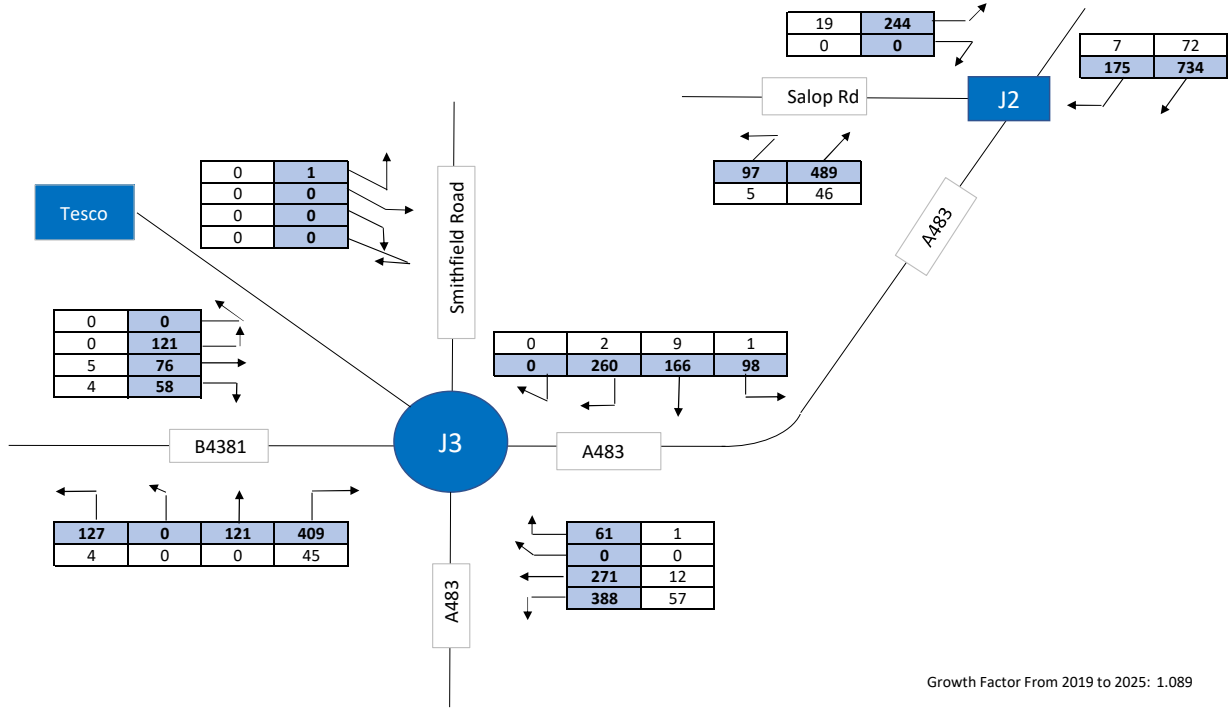 19 244
0 0
7 72
175 734
Salop Rd
J2
97 489
5 46
0 1
0 0
0 0
0 0
Tesco
Smithfield Road
A483
0 0
0 121
5 76
4 58
0 2 9 1
0 260 166 98
B4381
J3
A483
127 0 121 409
4 0 0 45
61 1
0 0
271 12
388 57
A483
Growth Factor From 2019 to 2025: 1.089